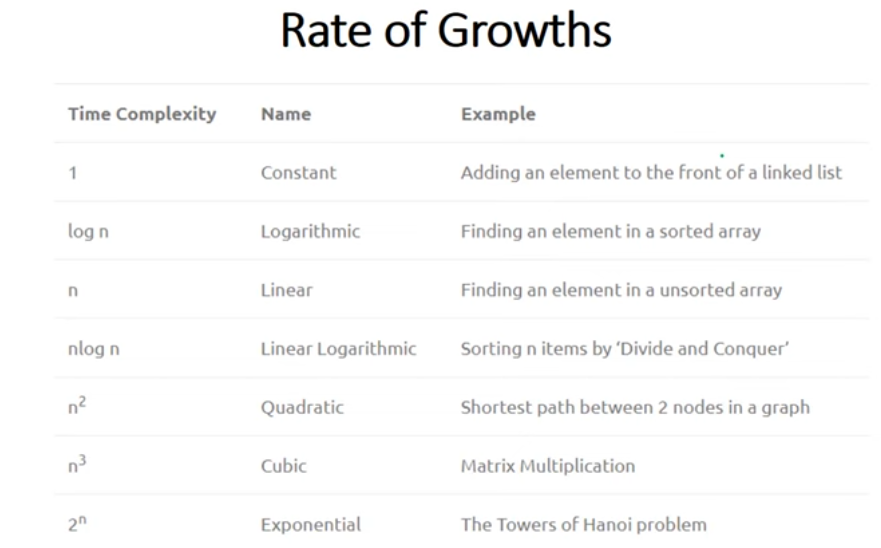 Rate of Growths
Time Complexity Name Example
1 Constant Adding an element to the front of a linked list
log n Logarithmic Finding an element in a sorted array
n Linear Finding an element in a unsorted array
nlog n Linear Logarithmic Sorting n items by ‘Divide and Conquer’
n² Quadratic Shortest path between 2 nodes in a graph
n³ Cubic Matrix Multiplication
2ⁿ Exponential The Towers of Hanoi problem